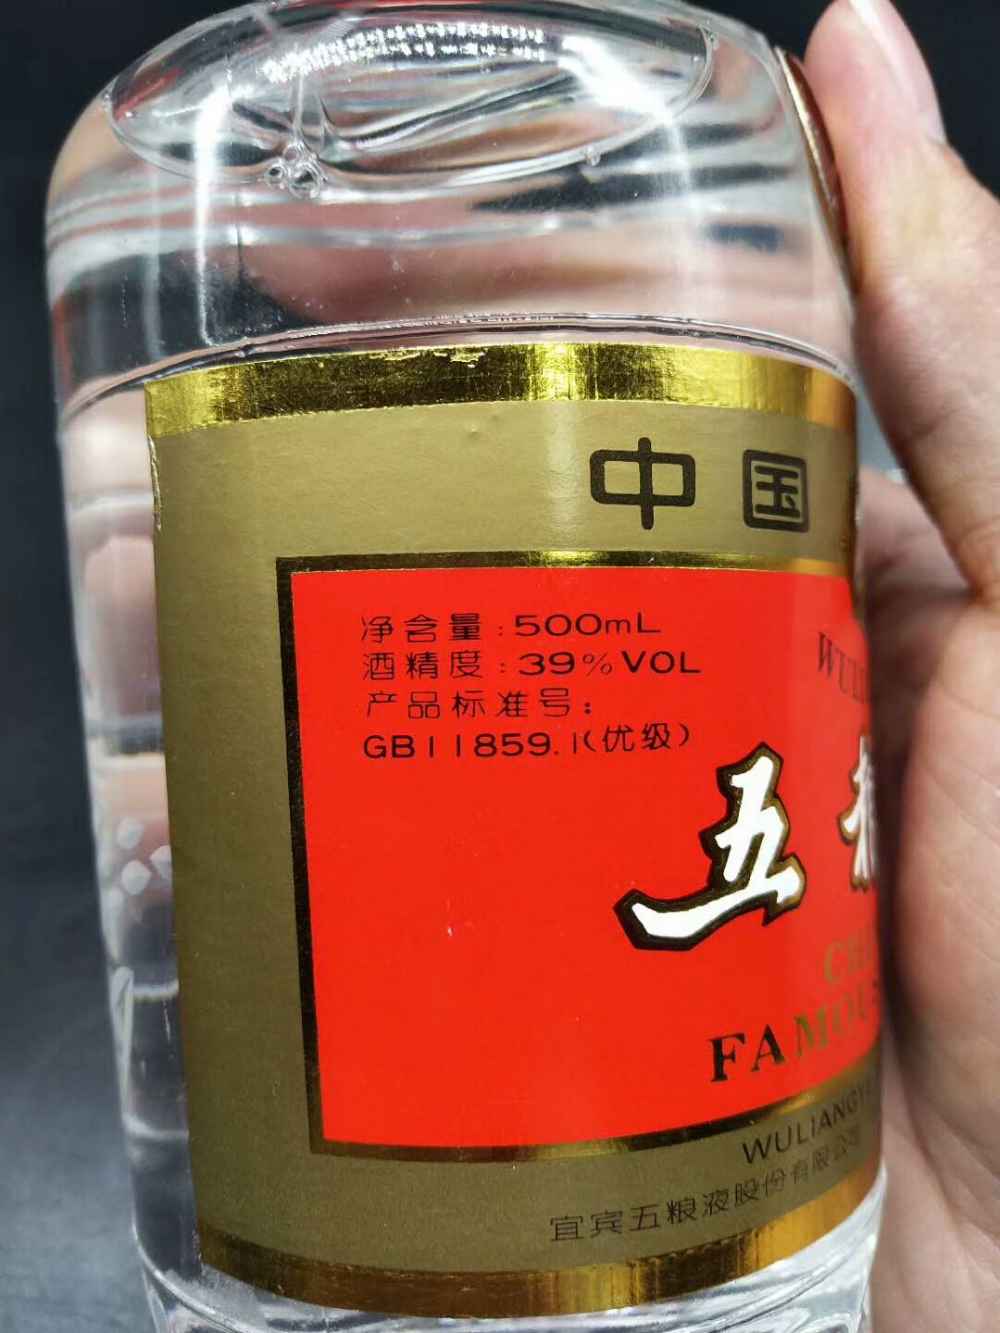 中国
净含量:500mL
酒精度:39%VOL
产品标准号:
GB11859.1(优级)
五
FAMOU
WULIANGY
宜宾五粮液股份有限公司